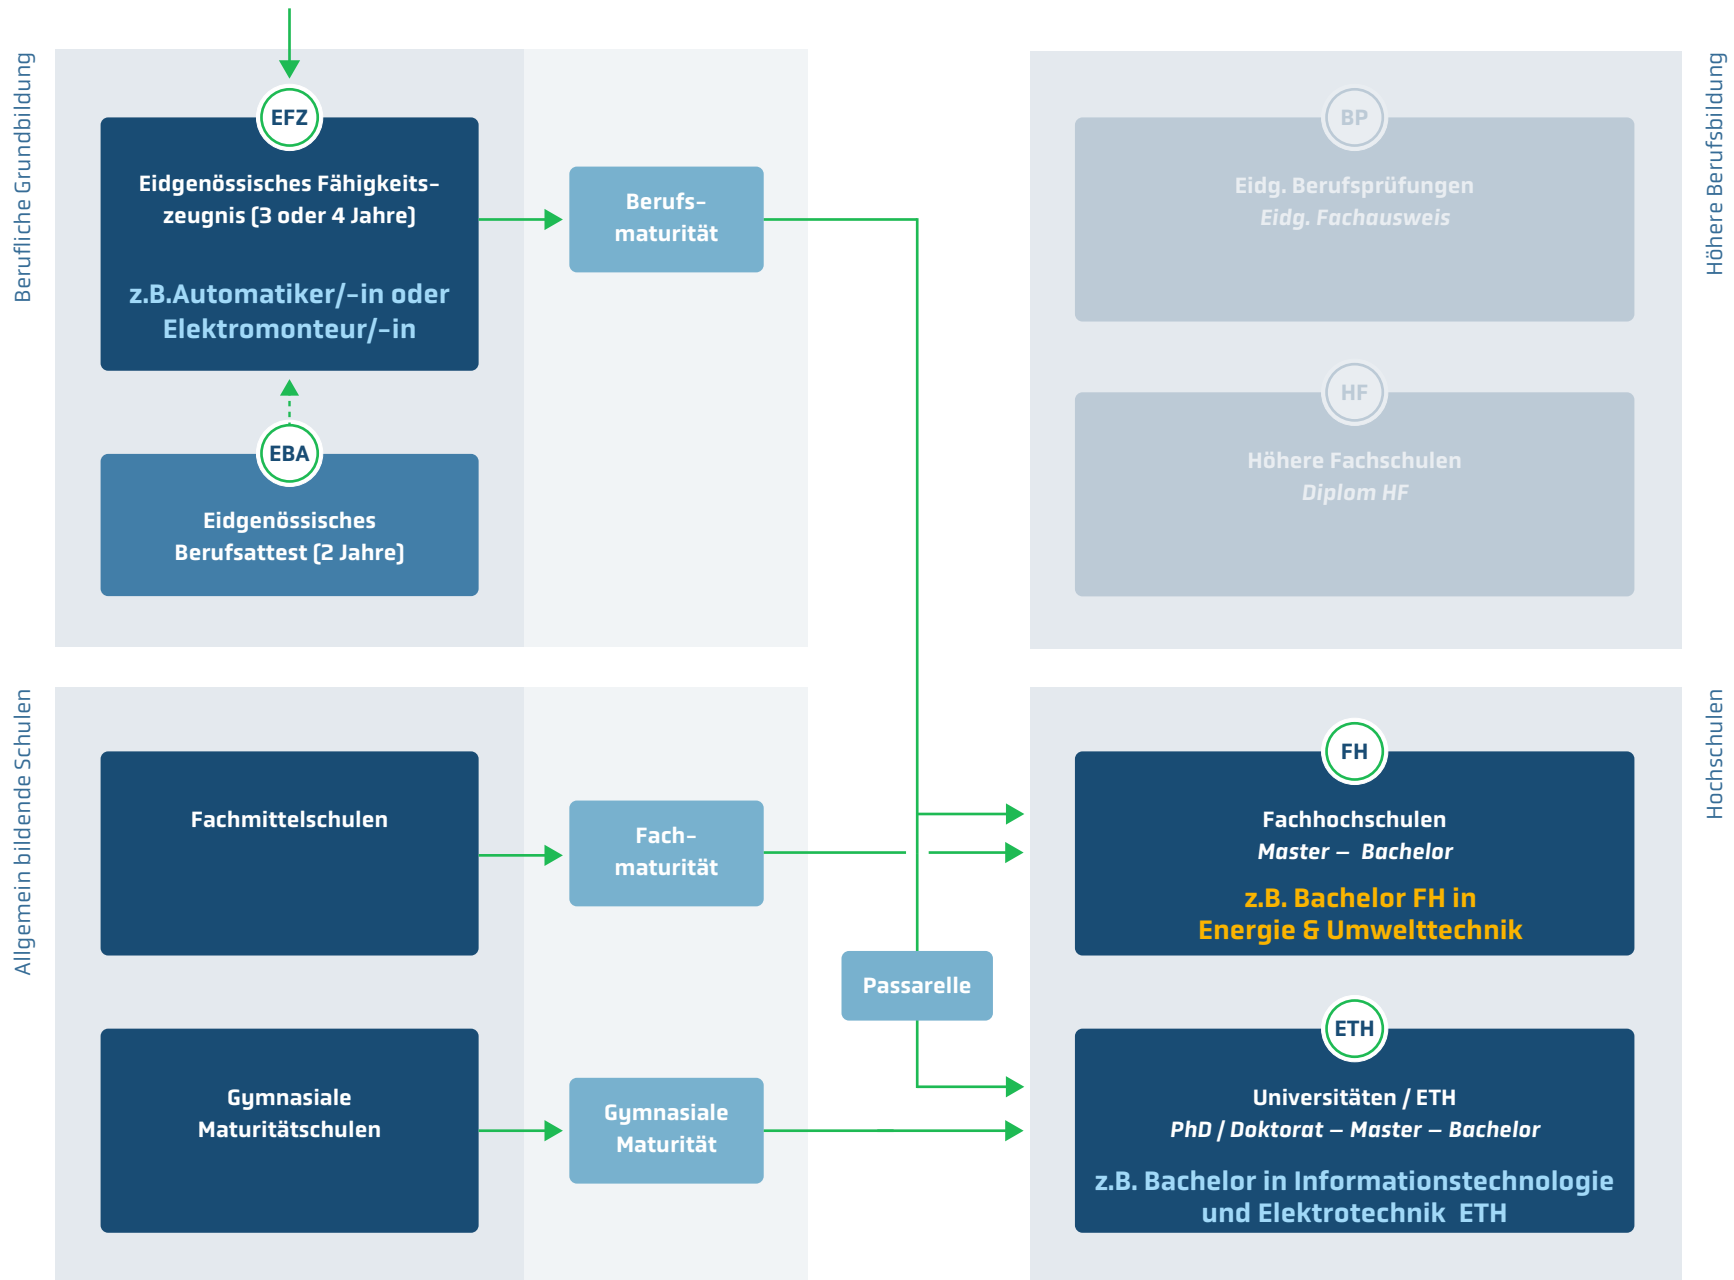 Berufliche Grundbildung
EFZ
Eidgenössisches Fähigkeits-
zeugnis (3 oder 4 Jahre)
z.B.Automatiker/-in oder
Elektromonteur/-in
EBA
Eidgenössisches
Berufsattest (2 Jahre)
Berufs-
maturität
BP
Eidg. Berufsprüfungen
Eidg. Fachausweis
HF
Höhere Fachschulen
Diplom HF
Höhere Berufsbildung
Allgemein bildende Schulen
Fachmittelschulen
Fach-
maturität
Gymnasiale
Maturitätschulen
Gymnasiale
Maturität
Passarelle
FH
Fachhochschulen
Master – Bachelor
z.B. Bachelor FH in
Energie & Umwelttechnik
ETH
Universitäten / ETH
PhD / Doktorat – Master – Bachelor
z.B. Bachelor in Informationstechnologie
und Elektrotechnik ETH
Hochschulen